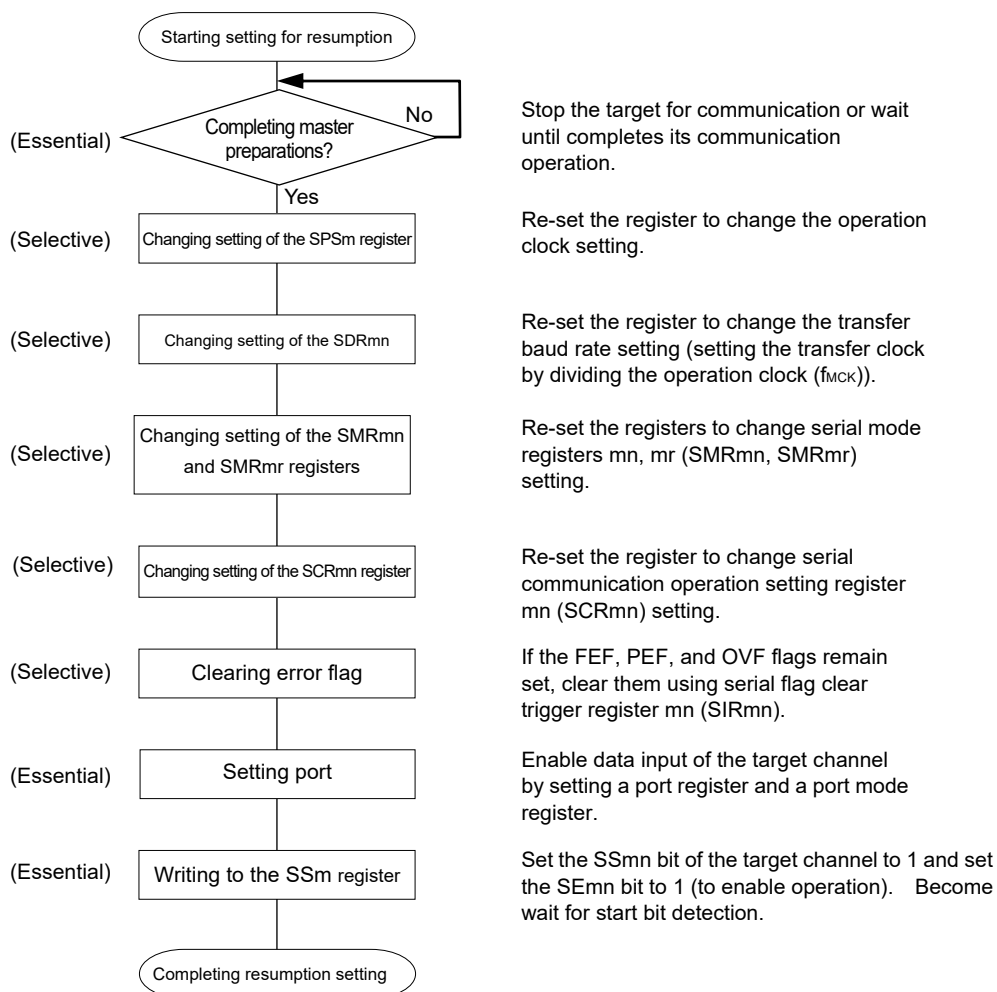 Starting setting for resumption
No
(Essential)
Completing master
preparations?
Stop the target for communication or wait
until completes its communication
operation.
Yes
(Selective)
Changing setting of the SPSm register
Re-set the register to change the operation
clock setting.
(Selective)
Changing setting of the SDRmn
Re-set the register to change the transfer
baud rate setting (setting the transfer clock
by dividing the operation clock (fMCK)).
(Selective)
Changing setting of the SMRmn
and SMRmr registers
Re-set the registers to change serial mode
registers mn, mr (SMRmn, SMRmr)
setting.
(Selective)
Changing setting of the SCRmn register
Re-set the register to change serial
communication operation setting register
mn (SCRmn) setting.
(Selective)
Clearing error flag
If the FEF, PEF, and OVF flags remain
set, clear them using serial flag clear
trigger register mn (SIRmn).
(Essential)
Setting port
Enable data input of the target channel
by setting a port register and a port mode
register.
(Essential)
Writing to the SSm register
Set the SSmn bit of the target channel to 1 and set
the SEmn bit to 1 (to enable operation). Become
wait for start bit detection.
Completing resumption setting